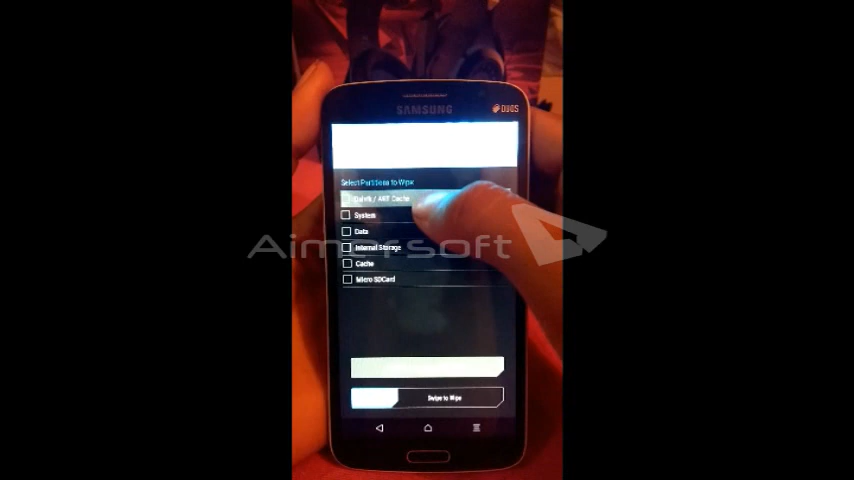 SAMSUNG DUOS
Select Partitions to Wipe
Dalvik / ART Cache
System
Data
Internal Storage
Cache
Micro SDCard
Swipe to Wipe
Aimersoft